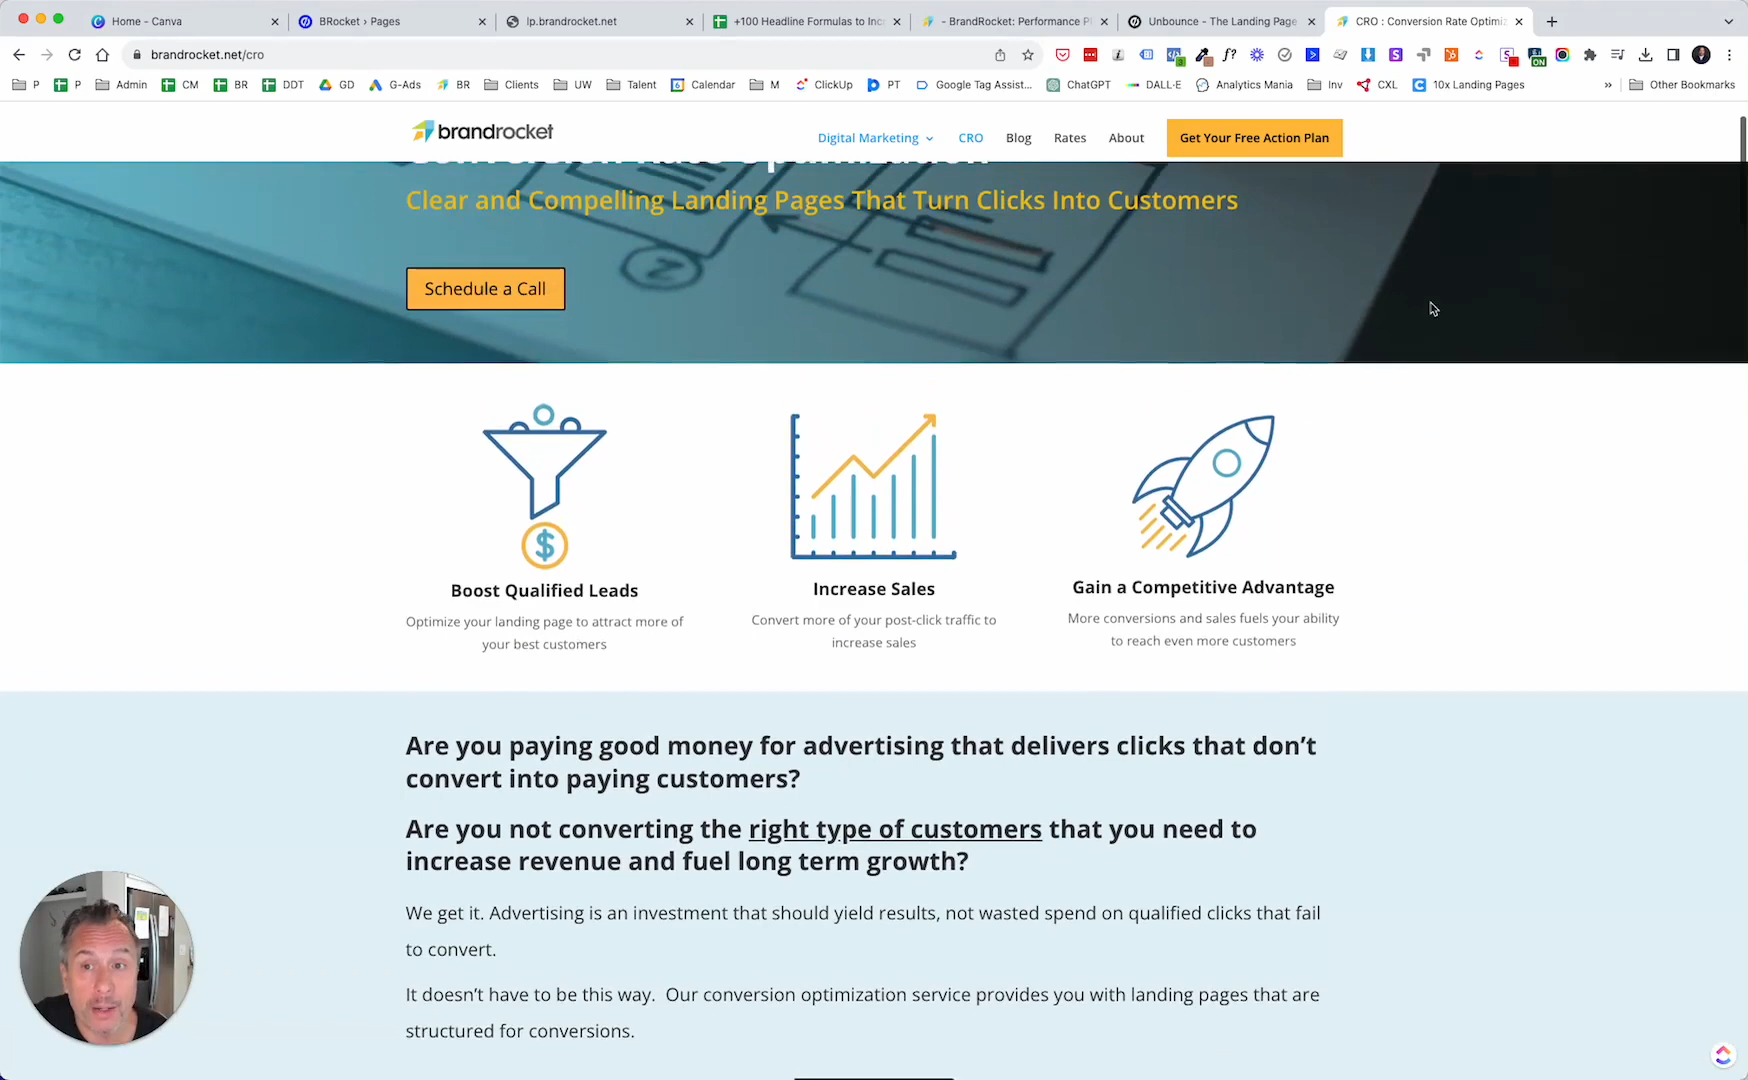 Home - Canva
BRocket › Pages
lp.brandrocket.net
+100 Headline Formulas to Incr
- BrandRocket: Performance P
Unbounce - The Landing Page
CRO : Conversion Rate Optimiz
brandrocket.net/cro
P
P
Admin
CM
BR
DDT
GD
G-Ads
BR
Clients
UW
Talent
Calendar
M
ClickUp
PT
Google Tag Assist...
ChatGPT
DALL·E
Analytics Mania
Inv
CXL
10x Landing Pages
»
Other Bookmarks
brandrocket
Digital Marketing
CRO
Blog
Rates
About
Get Your Free Action Plan
Clear and Compelling Landing Pages That Turn Clicks Into Customers
Schedule a Call
Boost Qualified Leads
Optimize your landing page to attract more of
your best customers
Increase Sales
Convert more of your post-click traffic to
increase sales
Gain a Competitive Advantage
More conversions and sales fuels your ability
to reach even more customers
Are you paying good money for advertising that delivers clicks that don’t
convert into paying customers?
Are you not converting the right type of customers that you need to
increase revenue and fuel long term growth?
We get it. Advertising is an investment that should yield results, not wasted spend on qualified clicks that fail
to convert.
It doesn’t have to be this way.  Our conversion optimization service provides you with landing pages that are
structured for conversions.